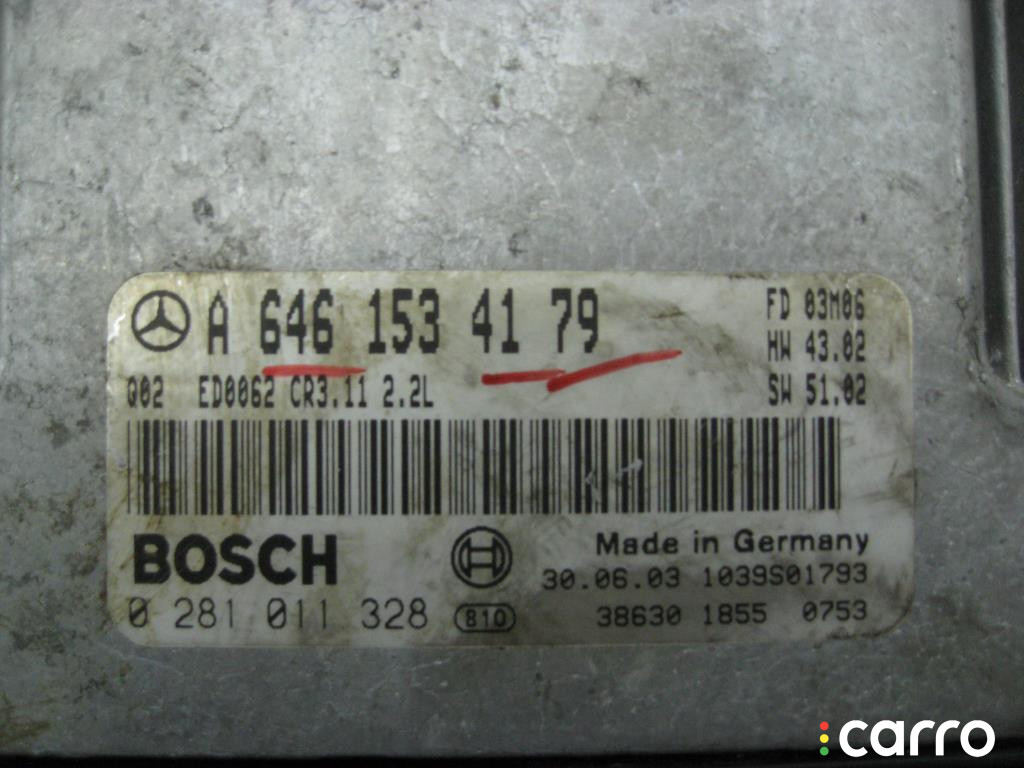 A 646 153 41 79
FD 03M06
HW 43.02
Q02 ED0062 CR3.11 2.2L
SW 51.02
BOSCH
Made in Germany
30.06.03 1039S01793
0 281 011 328 810
38630 1855 0753
carro